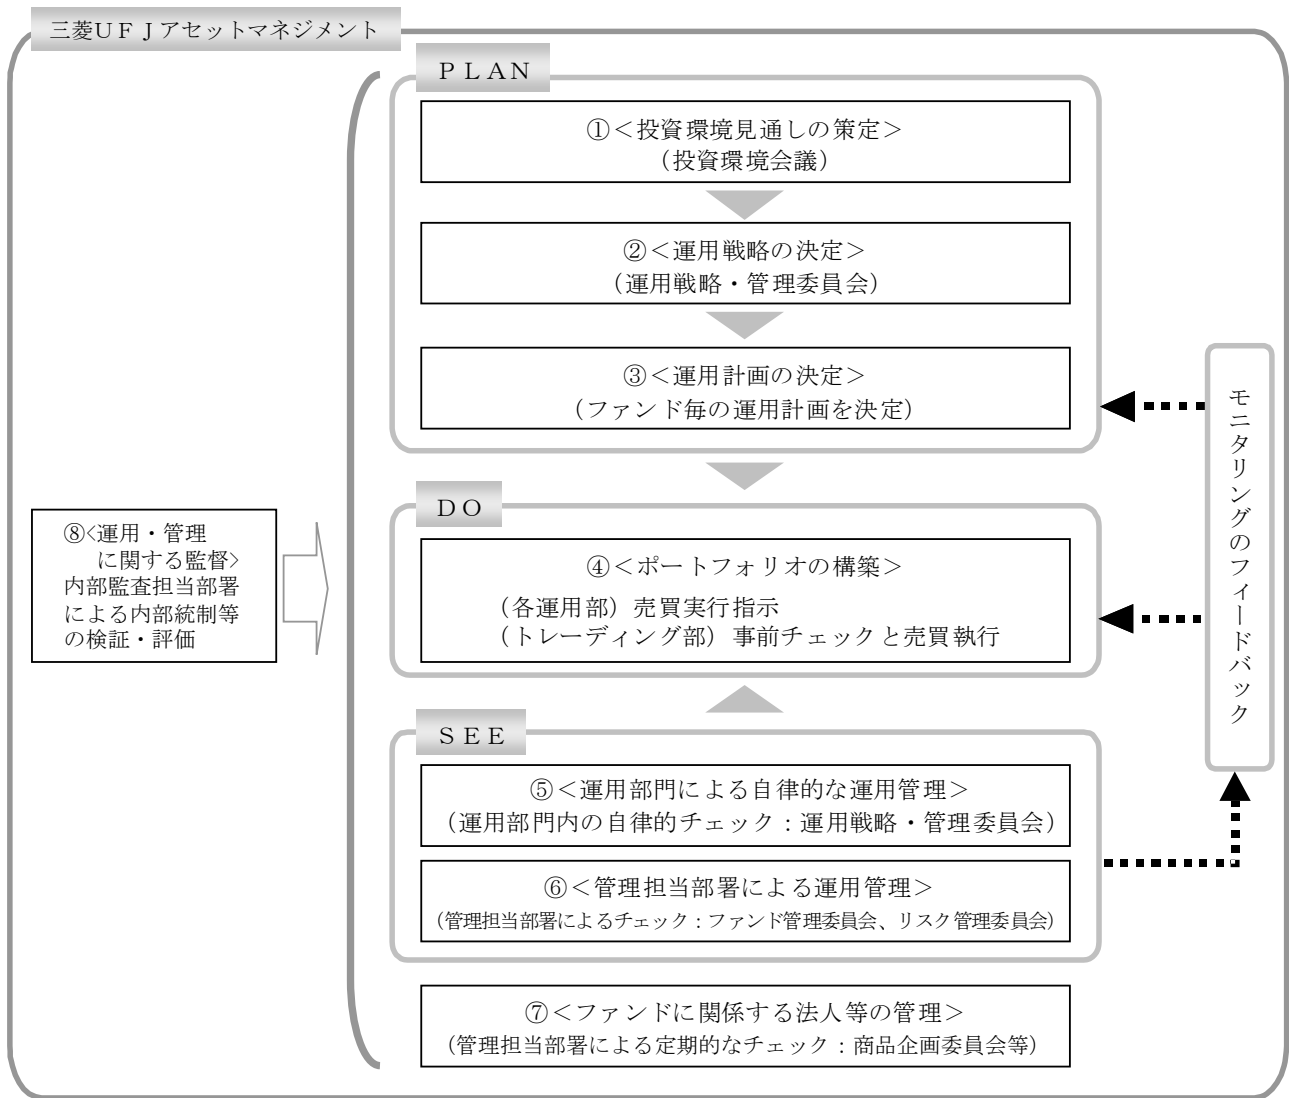 三菱ＵＦＪアセットマネジメント
ＰＬＡＮ
①＜投資環境見通しの策定＞
（投資環境会議）
②＜運用戦略の決定＞
（運用戦略・管理委員会）
③＜運用計画の決定＞
（ファンド毎の運用計画を決定）
ＤＯ
④＜ポートフォリオの構築＞
（各運用部）売買実行指示
（トレーディング部）事前チェックと売買執行
ＳＥＥ
⑤＜運用部門による自律的な運用管理＞
（運用部門内の自律的チェック：運用戦略・管理委員会）
⑥＜管理担当部署による運用管理＞
（管理担当部署によるチェック：ファンド管理委員会、リスク管理委員会）
⑦＜ファンドに関係する法人等の管理＞
（管理担当部署による定期的なチェック：商品企画委員会等）
⑧<運用・管理
に関する監督>
内部監査担当部署
による内部統制等
の検証・評価
モニタリングのフィードバック